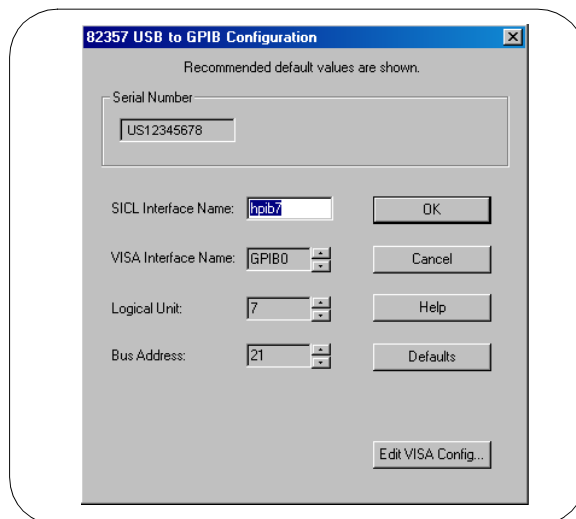 82357 USB to GPIB Configuration
Recommended default values are shown.
Serial Number
US12345678
SICL Interface Name: hpib7 OK
VISA Interface Name: GPIB0 Cancel
Logical Unit: 7 Help
Bus Address: 21 Defaults
Edit VISA Config...